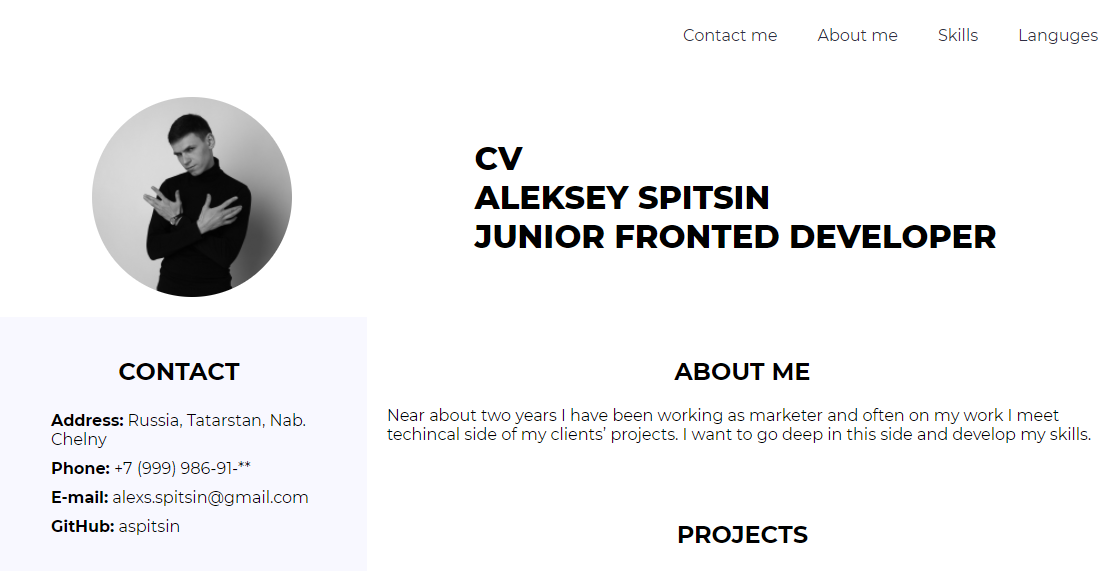 Contact me About me Skills Languges
CV
ALEKSEY SPITSIN
JUNIOR FRONTED DEVELOPER
CONTACT
Address: Russia, Tatarstan, Nab.
Chelny
Phone: +7 (999) 986-91-**
E-mail: alexs.spitsin@gmail.com
GitHub: aspitsin
ABOUT ME
Near about two years I have been working as marketer and often on my work I meet
techincal side of my clients’ projects. I want to go deep in this side and develop my skills.
PROJECTS